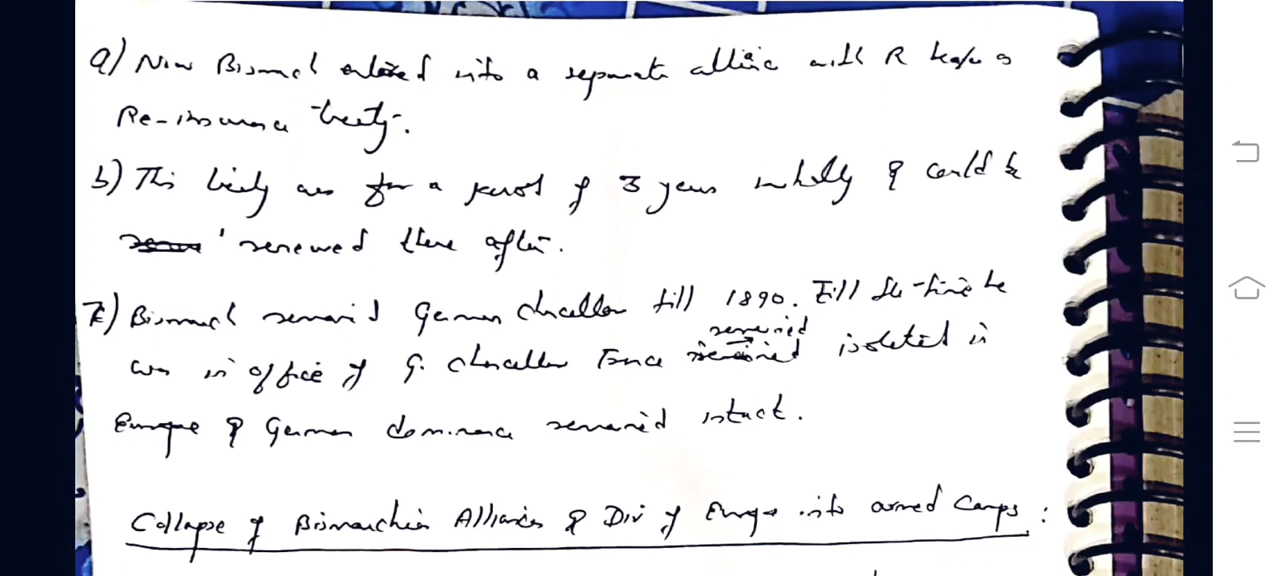 a) Now Bismarck entered into a separate alliance with R k/a
Re-insurance treaty.
b) This treaty was for a period of 3 years initially & could be
renewed there after.
7) Bismarck remained German chancellor till 1890. Till the time he
remained
was in office of G. chancellor France remained isolated in
Europe & German dominance remained intact.
Collapse of Bismarckian Alliances & Div of Europe into armed Camps :